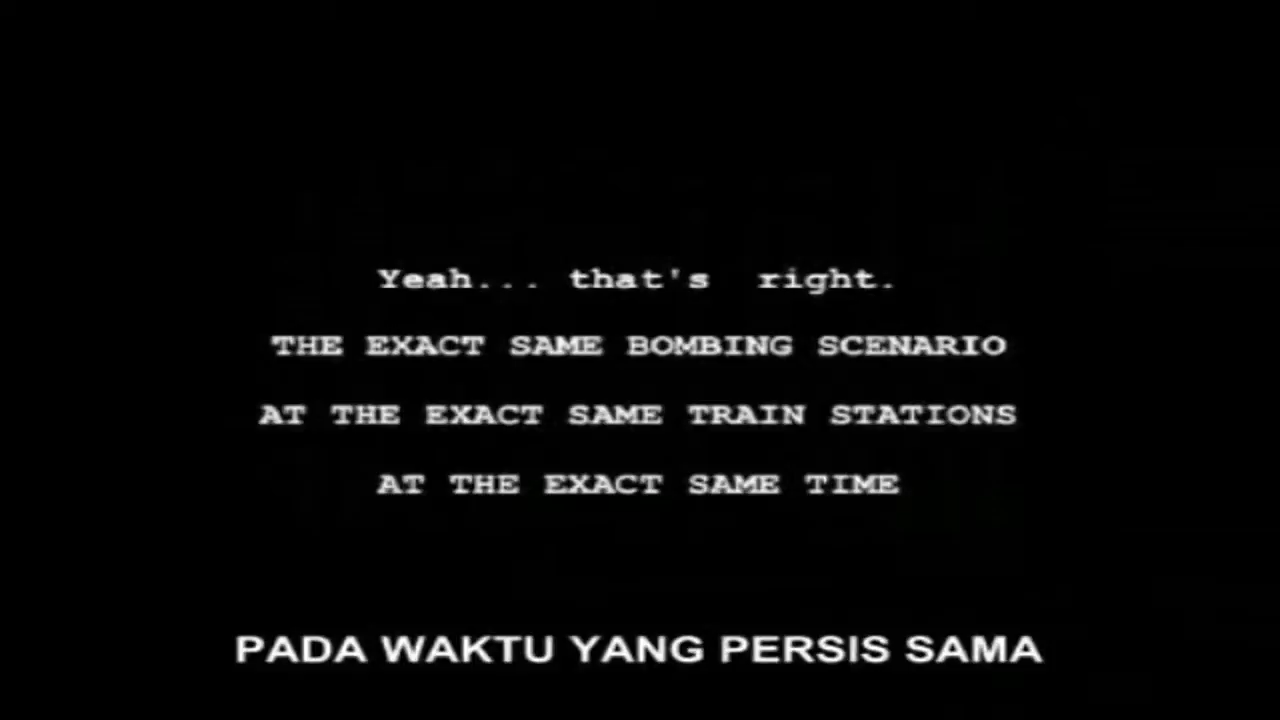 Yeah... that's right.
THE EXACT SAME BOMBING SCENARIO
AT THE EXACT SAME TRAIN STATIONS
AT THE EXACT SAME TIME
PADA WAKTU YANG PERSIS SAMA